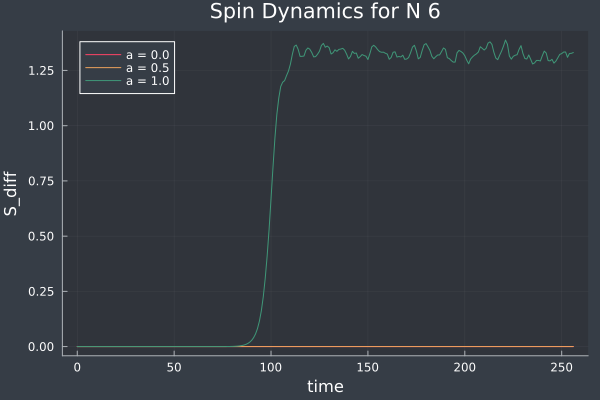 Spin Dynamics for N 6
a = 0.0
a = 0.5
a = 1.0
S_diff
1.25
1.00
0.75
0.50
0.25
0.00
0 50 100 150 200 250
time